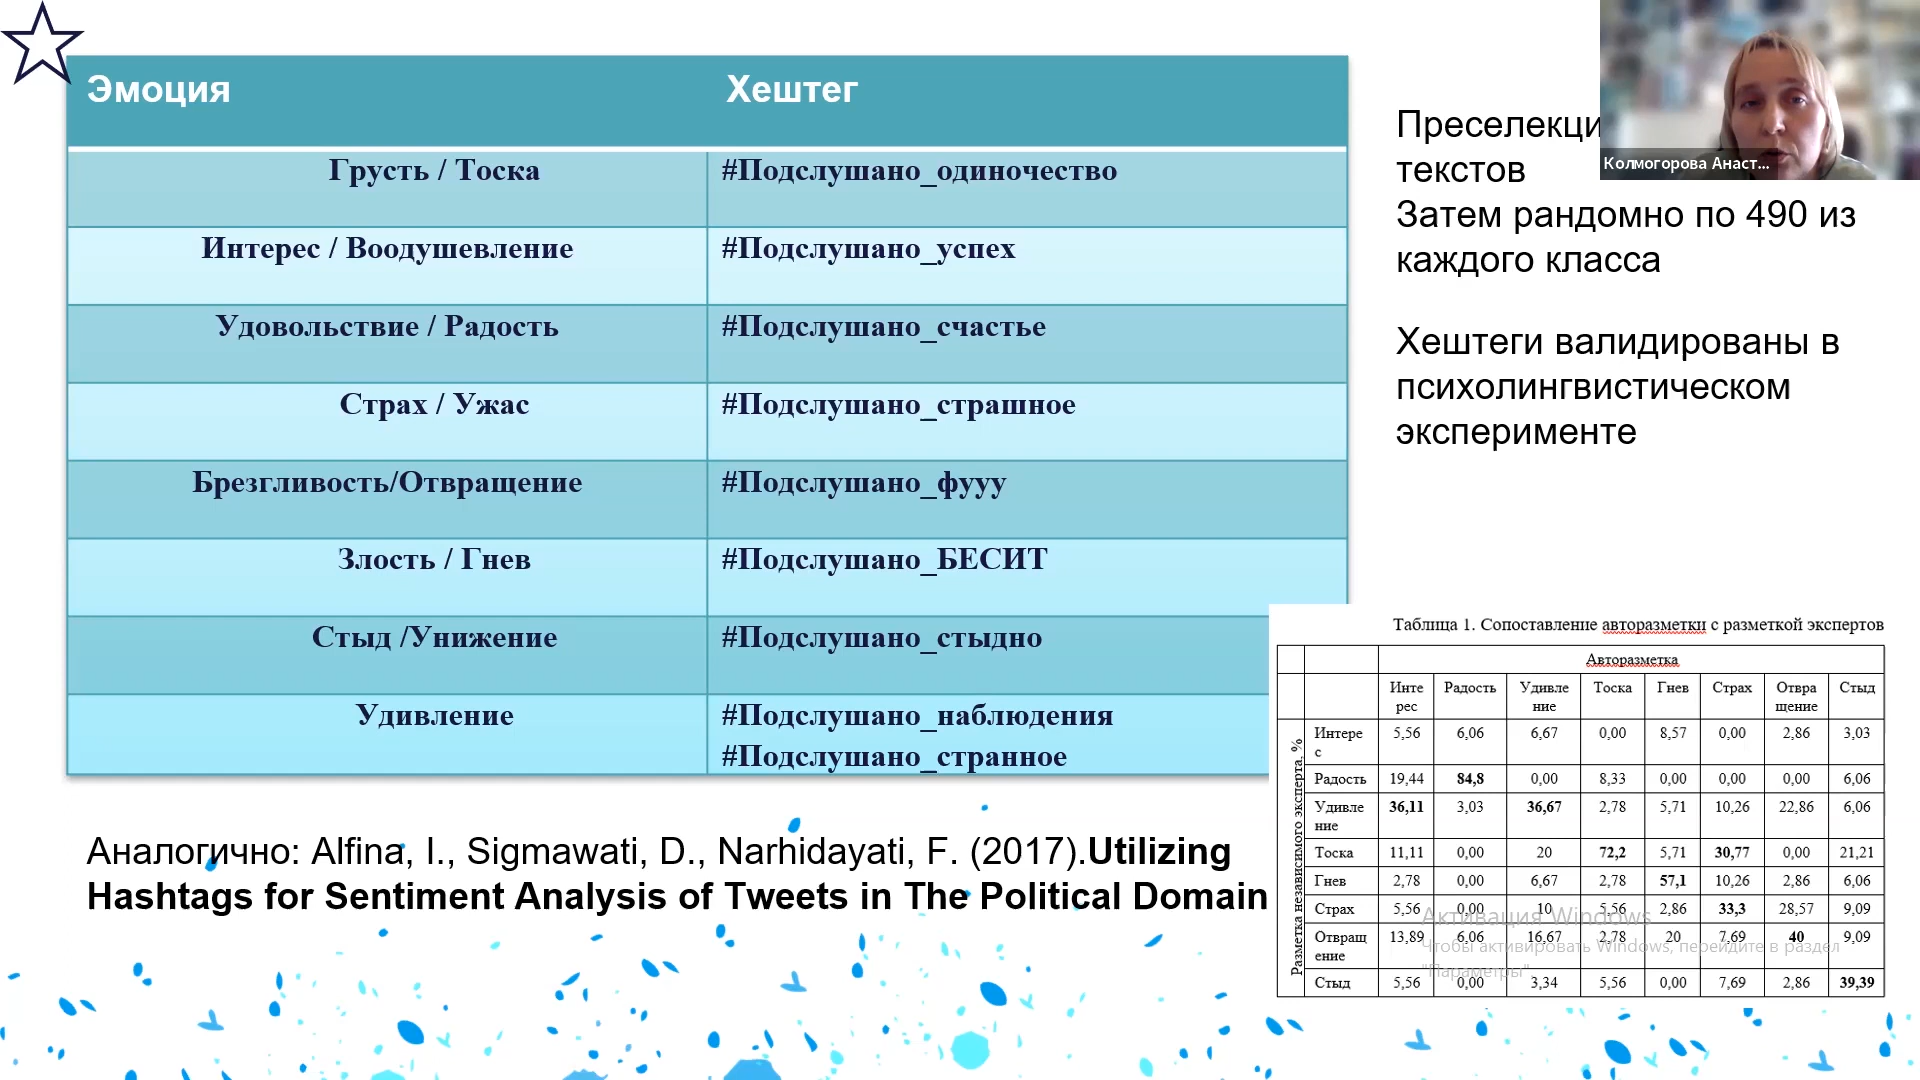 Эмоция Хештег
Грусть / Тоска #Подслушано_одиночество
Интерес / Воодушевление #Подслушано_успех
Удовольствие / Радость #Подслушано_счастье
Страх / Ужас #Подслушано_страшное
Брезгливость/Отвращение #Подслушано_фууу
Злость / Гнев #Подслушано_БЕСИТ
Стыд /Унижение #Подслушано_стыдно
Удивление #Подслушано_наблюдения
#Подслушано_странное
Аналогично: Alfina, I., Sigmawati, D., Narhidayati, F. (2017).Utilizing
Hashtags for Sentiment Analysis of Tweets in The Political Domain
Преселекци
текстов
Затем рандомно по 490 из
каждого класса
Хештеги валидированы в
психолингвистическом
эксперименте
Колмогорова Анаст...
Таблица 1. Сопоставление авторазметки с разметкой экспертов
Авторазметка
Инте Радость Удивле Тоска Гнев Страх Отвра Стыд
рес ние щение
Разметка независимого эксперта, %
Интере 5,56 6,06 6,67 0,00 8,57 0,00 2,86 3,03
с
Радость 19,44 84,8 0,00 8,33 0,00 0,00 0,00 6,06
Удивле 36,11 3,03 36,67 2,78 5,71 10,26 22,86 6,06
ние
Тоска 11,11 0,00 20 72,2 5,71 30,77 0,00 21,21
Гнев 2,78 0,00 6,67 2,78 57,1 10,26 2,86 6,06
Страх 5,56 0,00 10 5,56 2,86 33,3 28,57 9,09
Отвращ 13,89 6,06 16,67 2,78 20 7,69 40 9,09
ение
Стыд 5,56 0,00 3,34 5,56 0,00 7,69 2,86 39,39
Активация Windows
Чтобы активировать Windows, перейдите в раздел
"Параметры"